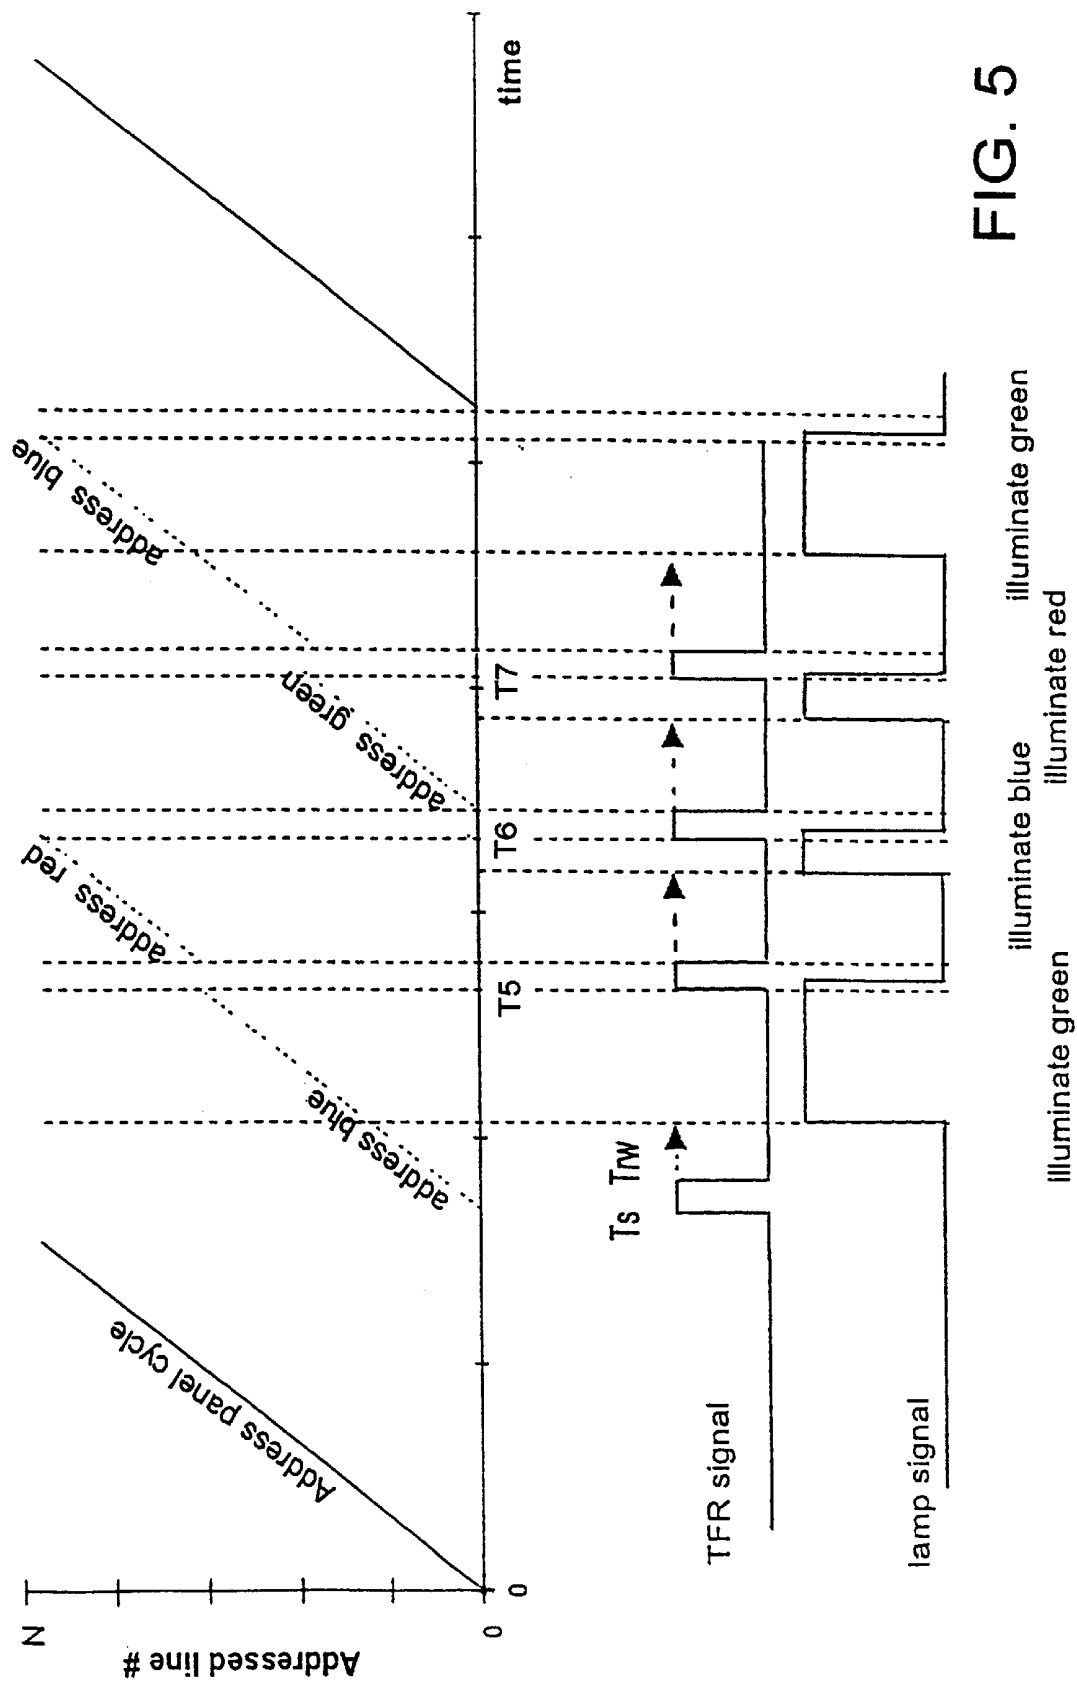 N
Addressed line #
0
0
Address panel cycle
address blue
address red
address green
address blue
time
T5
T6
T7
Ts
Trw
TFR signal
lamp signal
illuminate green
illuminate blue
illuminate red
illuminate green
FIG. 5